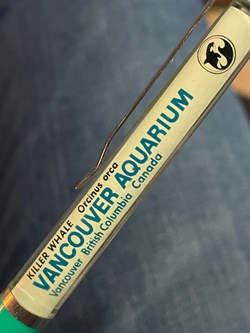 KILLER WHALE Orcinus orca
VANCOUVER AQUARIUM
Vancouver British Columbia Canada